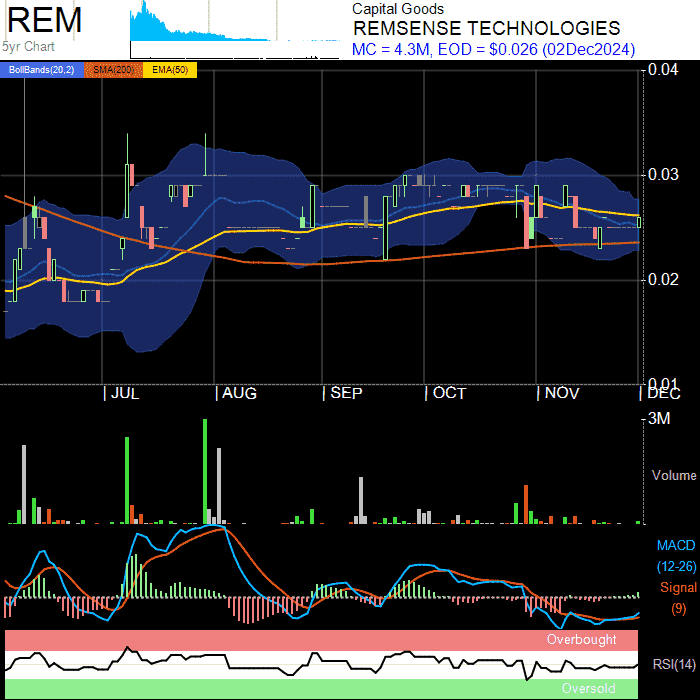 REM
5yr Chart
Capital Goods
REMSENSE TECHNOLOGIES
MC = 4.3M, EOD = $0.026 (02Dec2024)
BollBands(20,2) SMA(200) EMA(50)
0.04
0.03
0.02
0.01
JUL AUG SEP OCT NOV DEC
3M
Volume
MACD
(12-26)
Signal
(9)
Overbought
RSI(14)
Oversold